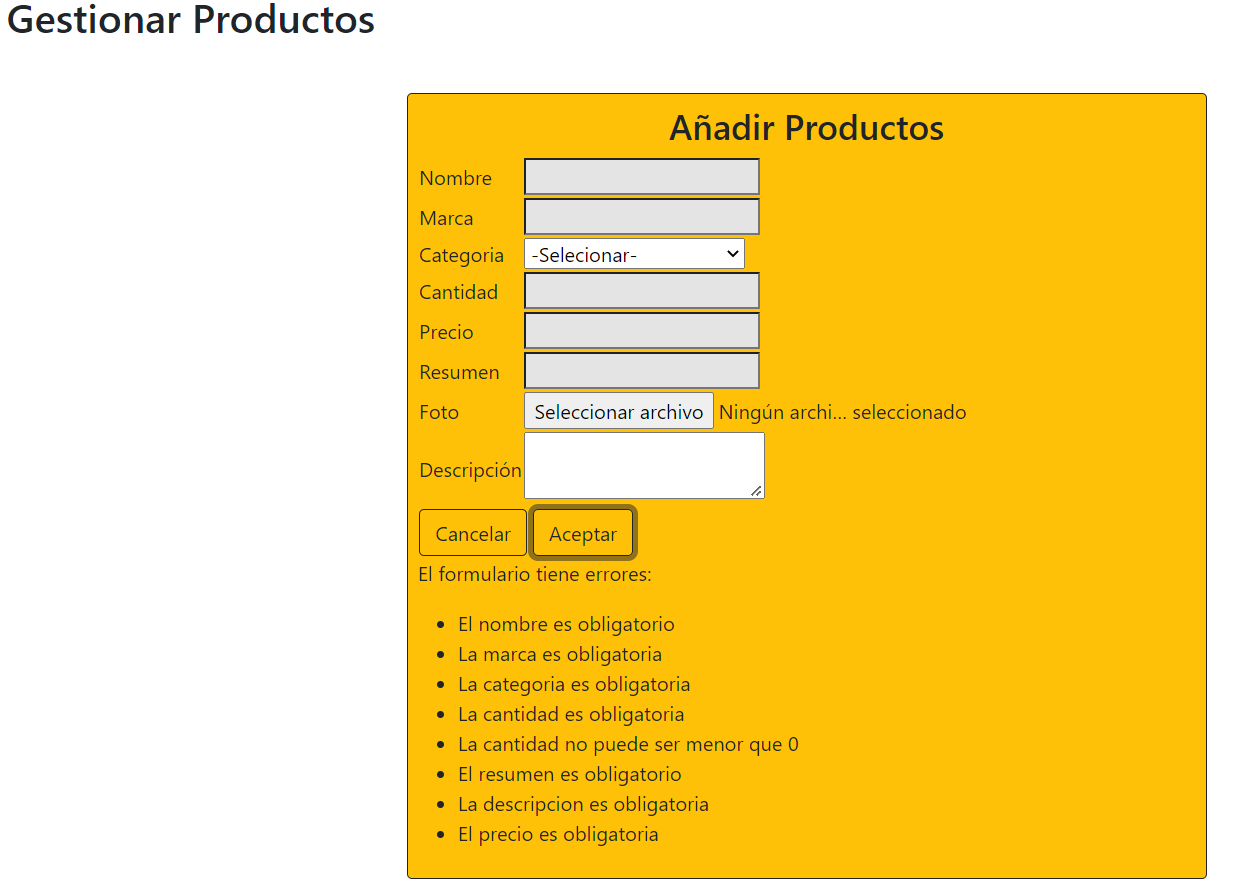 Gestionar Productos
Añadir Productos
Nombre
Marca
Categoria -Selecionar-
Cantidad
Precio
Resumen
Foto Seleccionar archivo Ningún archi... seleccionado
Descripción
Cancelar Aceptar
El formulario tiene errores:
El nombre es obligatorio
La marca es obligatoria
La categoria es obligatoria
La cantidad es obligatoria
La cantidad no puede ser menor que 0
El resumen es obligatorio
La descripcion es obligatoria
El precio es obligatoria